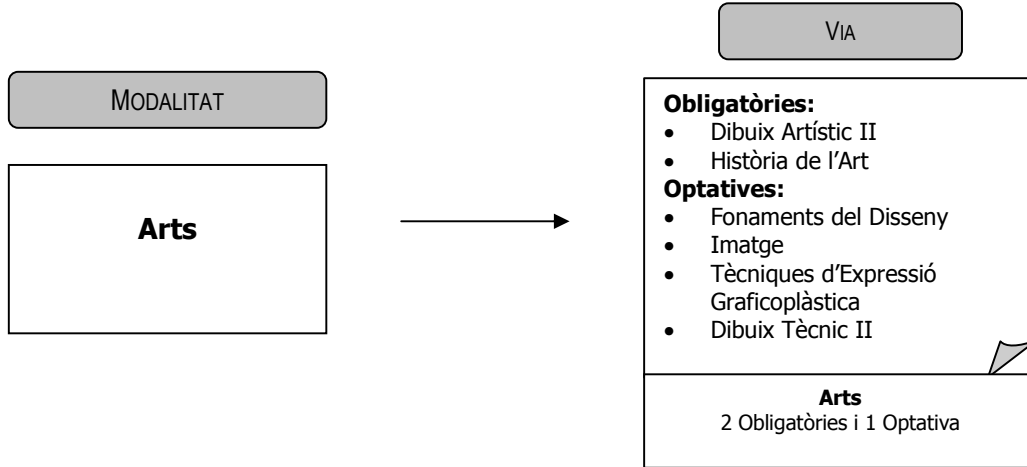 MODALITAT
Arts
VIA
Obligatòries:
• Dibuix Artístic II
• Història de l’Art
Optatives:
• Fonaments del Disseny
• Imatge
• Tècniques d’Expressió
Graficoplàstica
• Dibuix Tècnic II
Arts
2 Obligatòries i 1 Optativa